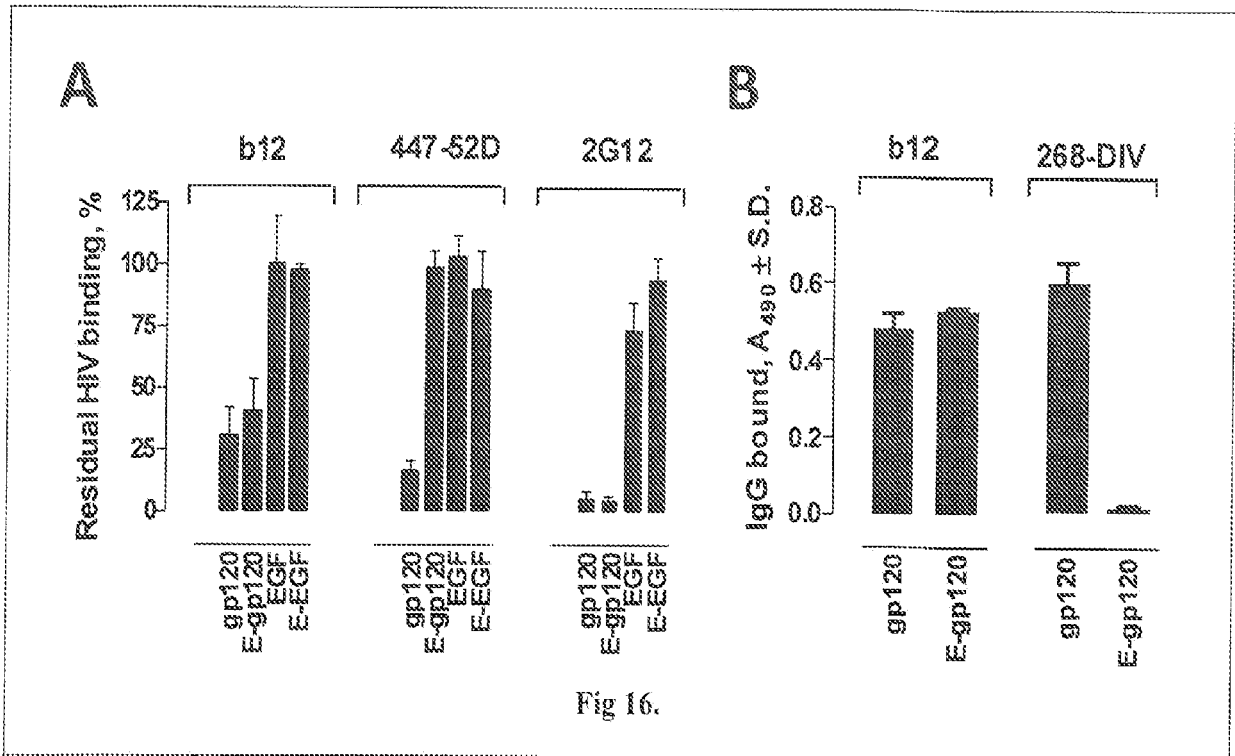 A
b12
447-52D
2G12
Residual HIV binding, %
125
100
75
50
25
0
gp120
E-gp120
EGF
E-EGF
gp120
E-gp120
EGF
E-EGF
gp120
E-gp120
EGF
E-EGF
B
b12
268-DIV
IgG bound, A490 ± S.D.
0.8
0.6
0.4
0.2
0.0
gp120
E-gp120
gp120
E-gp120
Fig 16.